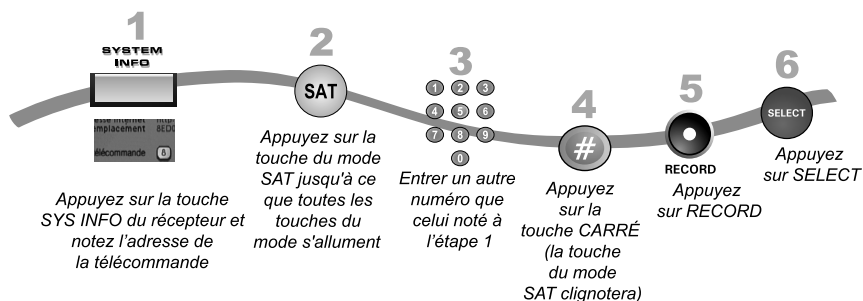 1
SYSTEM
INFO
esse Internet
emplacement
8ED
télécommande 8
Appuyez sur la touche
SYS INFO du récepteur et
notez l'adresse de
la télécommande
2
SAT
Appuyez sur la
touche du mode
SAT jusqu'à ce
que toutes les
touches du
mode s'allument
3
1 2 3
4 5 6
7 8 9
0
Entrer un autre
numéro que
celui noté à
l'étape 1
4
#
Appuyez
sur la
touche CARRÉ
(la touche
du mode
SAT clignotera)
5
RECORD
Appuyez
sur RECORD
6
SELECT
Appuyez
sur SELECT